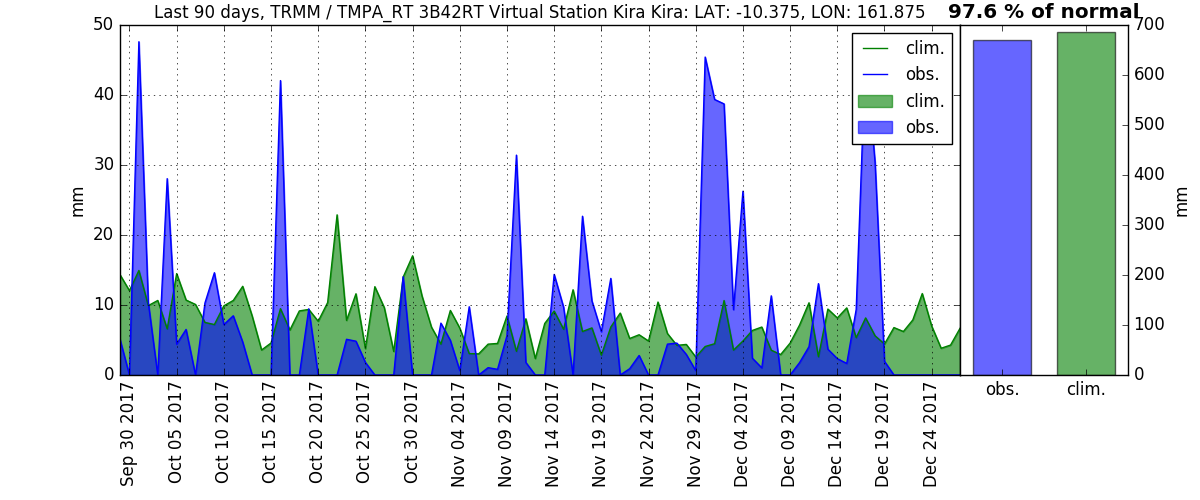 Last 90 days, TRMM / TMPA_RT 3B42RT Virtual Station Kira Kira: LAT: -10.375, LON: 161.875
97.6 % of normal
50
40
30
20
10
0
mm
clim.
obs.
clim.
obs.
700
600
500
400
300
200
100
0
mm
obs.
clim.
Sep 30 2017
Oct 05 2017
Oct 10 2017
Oct 15 2017
Oct 20 2017
Oct 25 2017
Oct 30 2017
Nov 04 2017
Nov 09 2017
Nov 14 2017
Nov 19 2017
Nov 24 2017
Nov 29 2017
Dec 04 2017
Dec 09 2017
Dec 14 2017
Dec 19 2017
Dec 24 2017